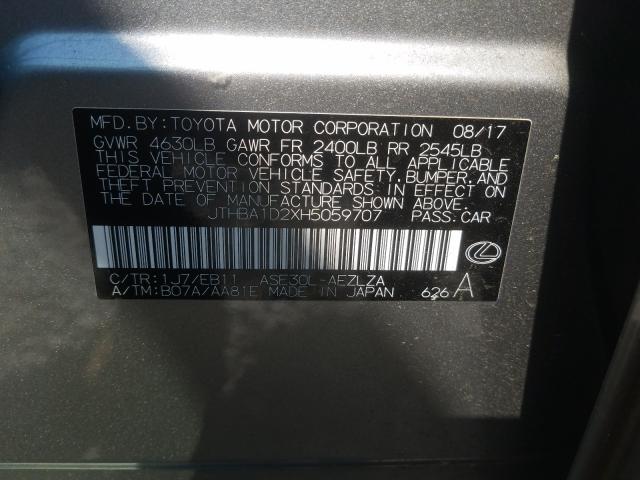 MFD. BY: TOYOTA MOTOR CORPORATION 08/17
GVWR 4630LB GAWR FR 2400LB RR 2545LB
THIS VEHICLE CONFORMS TO ALL APPLICABLE
FEDERAL MOTOR VEHICLE SAFETY, BUMPER, AND
THEFT PREVENTION STANDARDS IN EFFECT ON
THE DATE OF MANUFACTURE SHOWN ABOVE.
JTHBA1D2XH5059707 PASS. CAR
C/TR: 1J7/EB11 ASE30L-AEZLZA
A/TM: B07A/AA81E MADE IN JAPAN 626 A